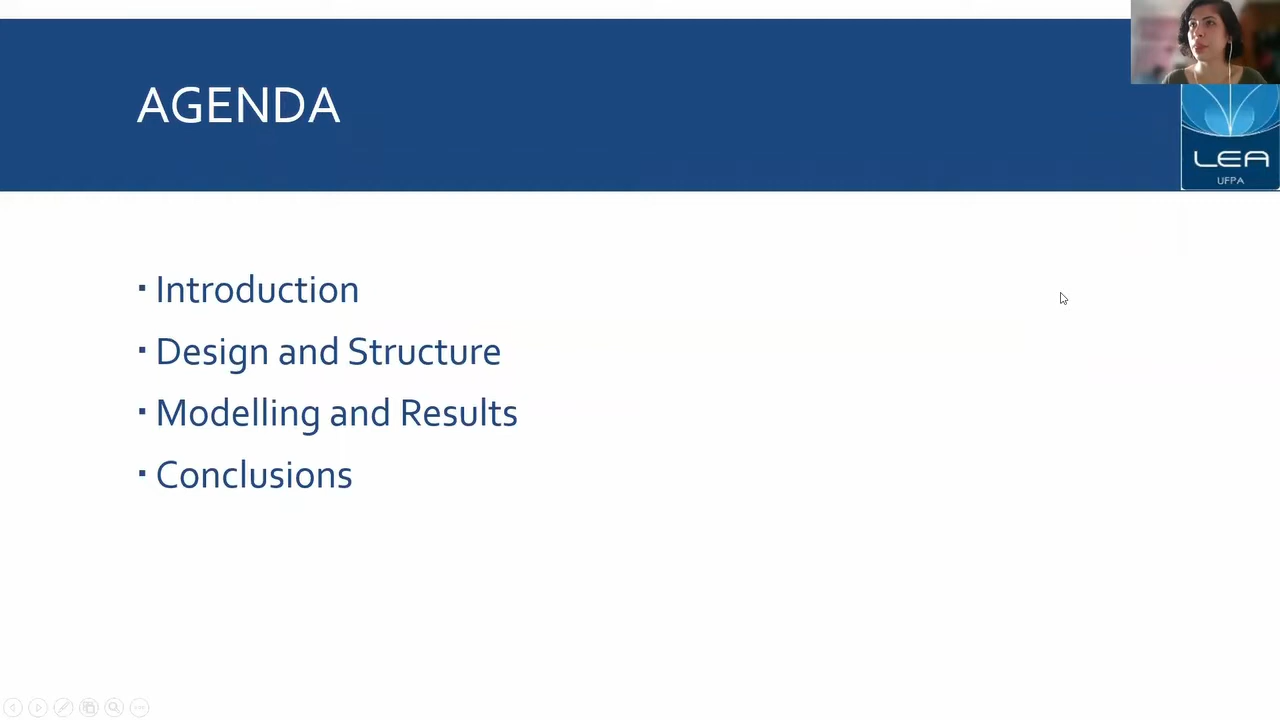 AGENDA
LEA
UFPA
▪ Introduction
▪ Design and Structure
▪ Modelling and Results
▪ Conclusions